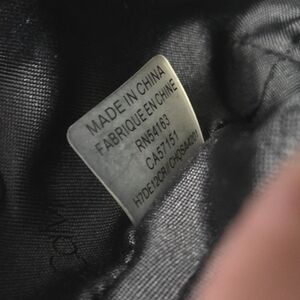 MADE IN CHINA
FABRIQUE EN CHINE
RN54163
CA57151